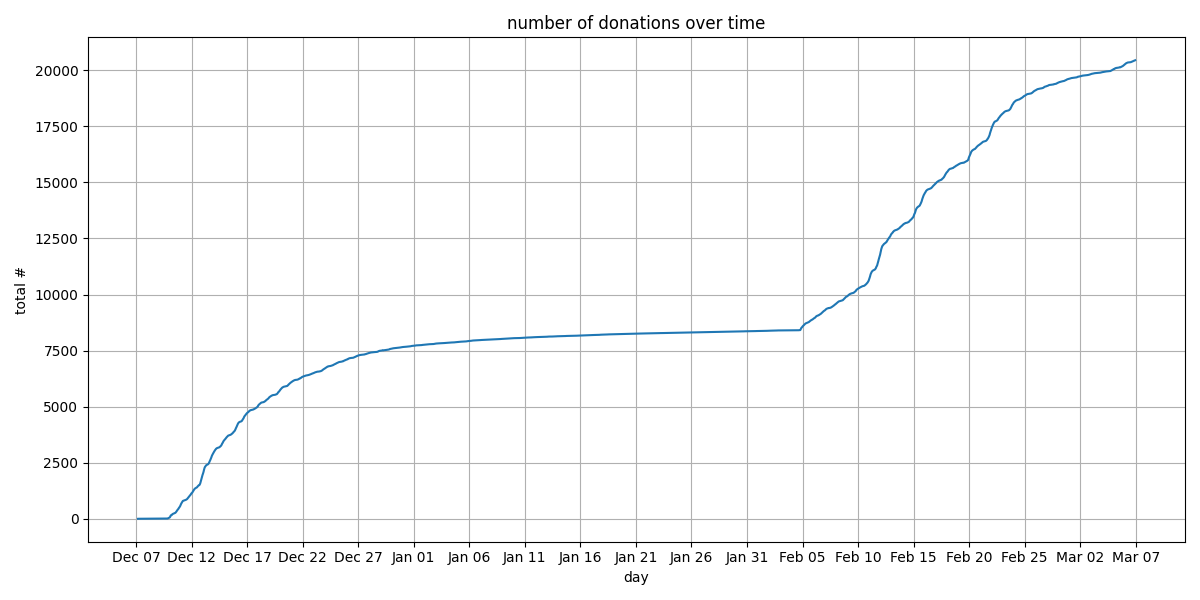 number of donations over time
total #
20000
17500
15000
12500
10000
7500
5000
2500
0
Dec 07 Dec 12 Dec 17 Dec 22 Dec 27 Jan 01 Jan 06 Jan 11 Jan 16 Jan 21 Jan 26 Jan 31 Feb 05 Feb 10 Feb 15 Feb 20 Feb 25 Mar 02 Mar 07
day